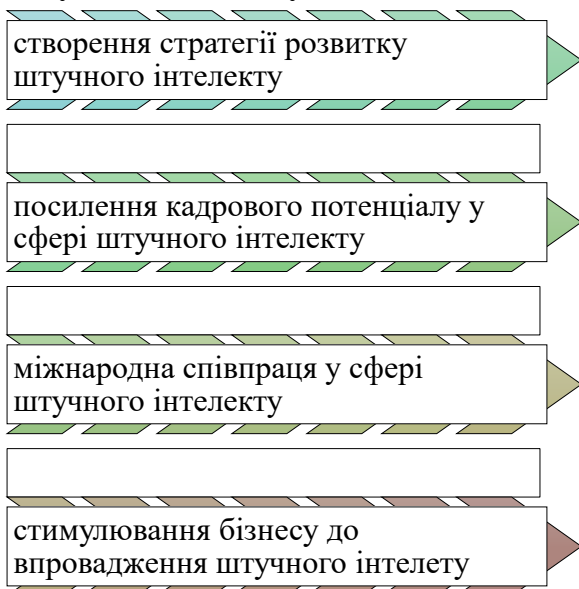 створення стратегії розвитку
штучного інтелекту
посилення кадрового потенціалу у
сфері штучного інтелекту
міжнародна співпраця у сфері
штучного інтелекту
стимулювання бізнесу до
впровадження штучного інтелету